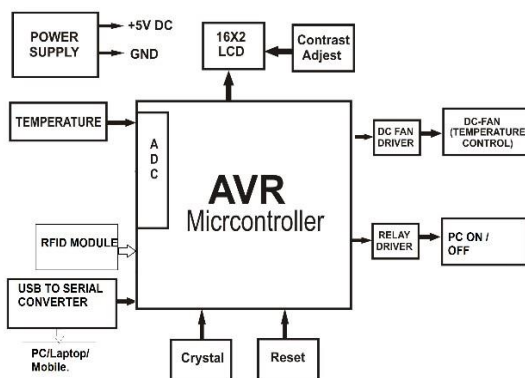 POWER
SUPPLY
+5V DC
GND
16X2
LCD
Contrast
Adjest
TEMPERATURE
A
D
C
AVR
Micrcontroller
DC FAN
DRIVER
DC-FAN
(TEMPERATURE
CONTROL)
RFID MODULE
RELAY
DRIVER
PC ON /
OFF
USB TO SERIAL
CONVERTER
PC/Laptop/
Mobile.
Crystal
Reset